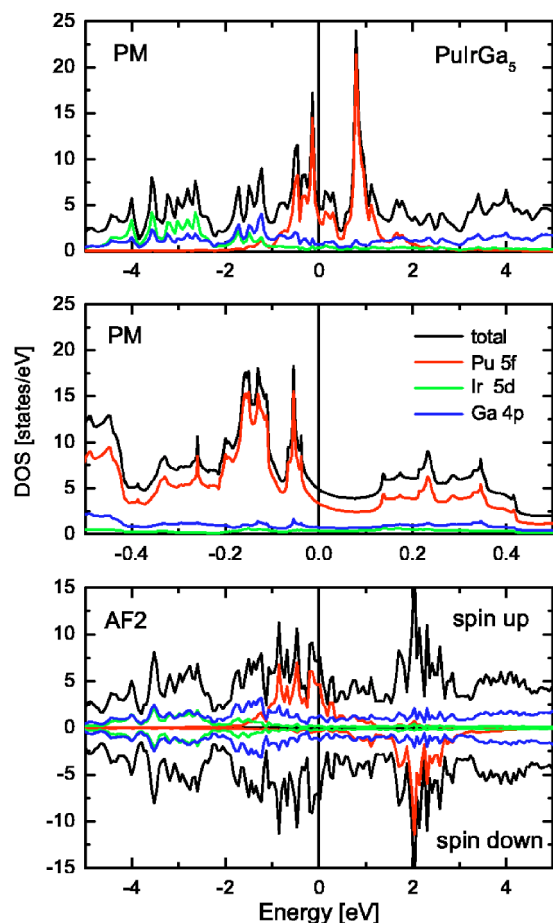 PM PuIrGa5
25
20
15
10
5
0
-4 -2 0 2 4
PM
total
Pu 5f
Ir 5d
Ga 4p
25
20
15
10
5
0
DOS [states/eV]
-0.4 -0.2 0.0 0.2 0.4
AF2 spin up
15
10
5
0
-5
-10
-15
spin down
-4 -2 0 2 4
Energy [eV]